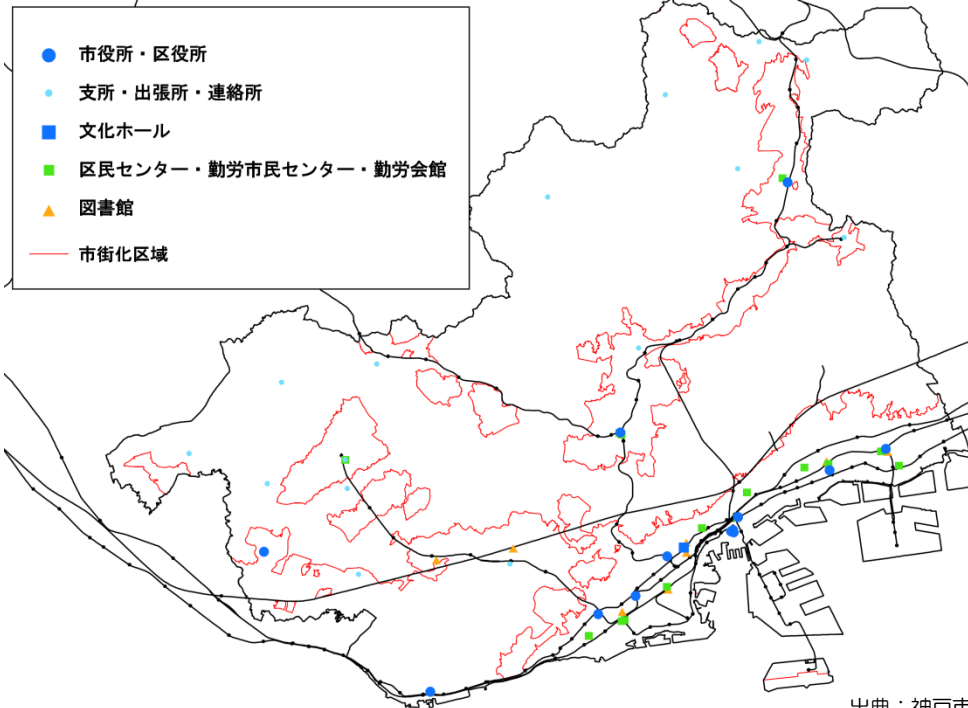 市役所・区役所
支所・出張所・連絡所
文化ホール
区民センター・勤労市民センター・勤労会館
図書館
市街化区域
出典：神戸市